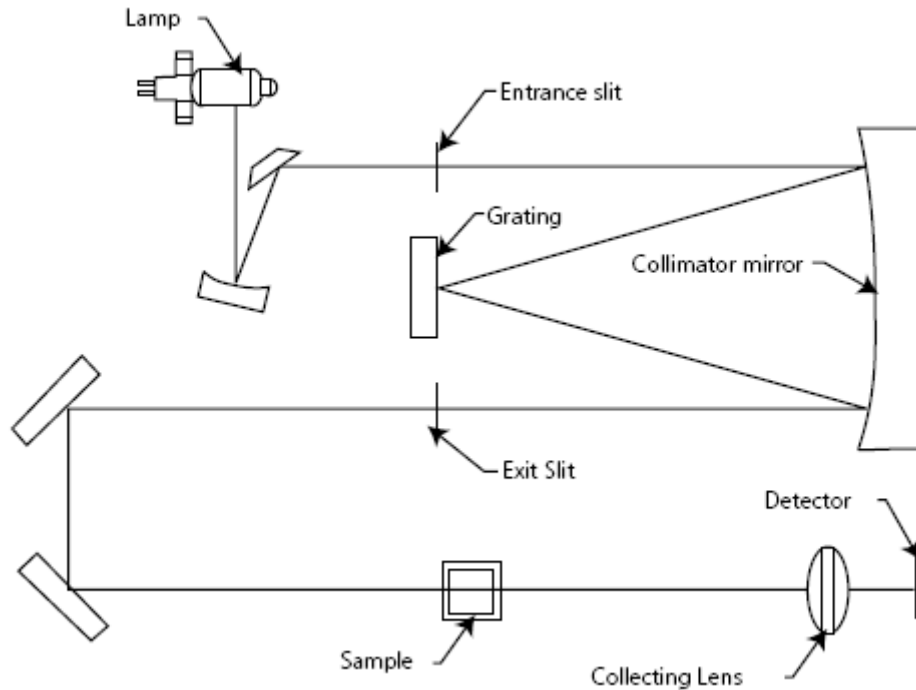 Lamp
Entrance slit
Grating
Collimator mirror
Exit Slit
Detector
Sample
Collecting Lens